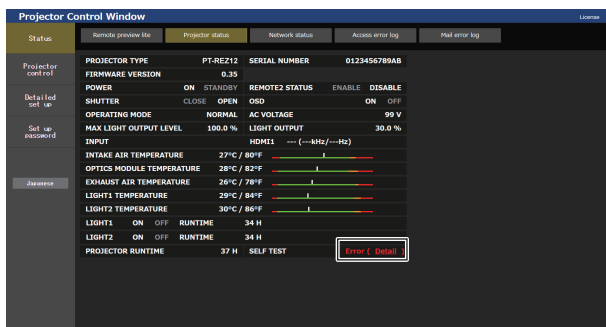 Projector Control Window
License
Status
Remote preview lite
Projector status
Network status
Access error log
Mail error log
Projector
control
Detailed
set up
Set up
password
Japanese
PROJECTOR TYPE PT-REZ12 SERIAL NUMBER 0123456789AB
FIRMWARE VERSION 0.35
POWER ON STANDBY REMOTE2 STATUS ENABLE DISABLE
SHUTTER CLOSE OPEN OSD ON OFF
OPERATING MODE NORMAL AC VOLTAGE 99 V
MAX LIGHT OUTPUT LEVEL 100.0 % LIGHT OUTPUT 30.0 %
INPUT HDMI1 --- (---kHz/---Hz)
INTAKE AIR TEMPERATURE 27°C / 80°F
OPTICS MODULE TEMPERATURE 28°C / 82°F
EXHAUST AIR TEMPERATURE 26°C / 78°F
LIGHT1 TEMPERATURE 29°C / 84°F
LIGHT2 TEMPERATURE 30°C / 86°F
LIGHT1 ON OFF RUNTIME 34 H
LIGHT2 ON OFF RUNTIME 34 H
PROJECTOR RUNTIME 37 H SELF TEST Error ( Detail )